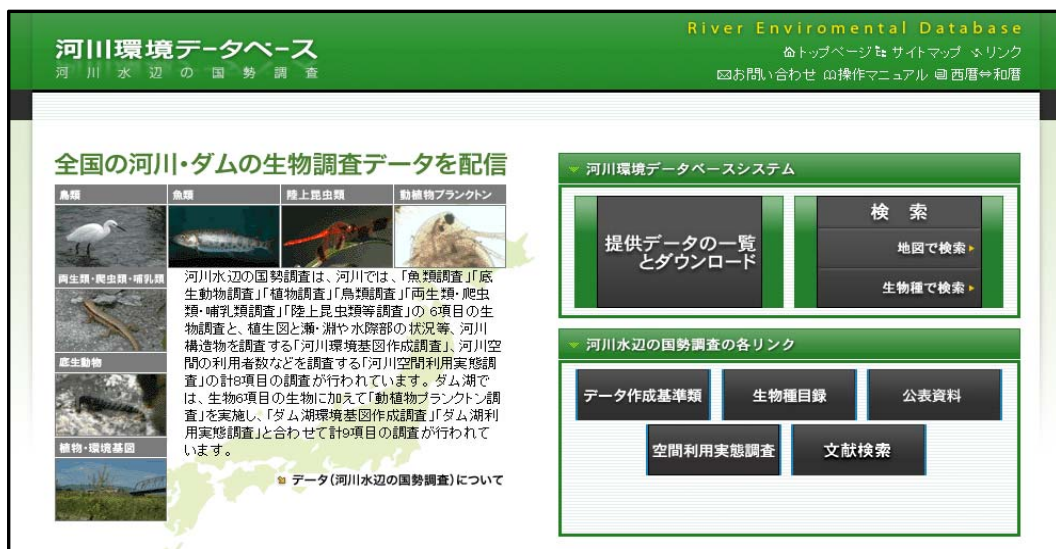 河川環境データベース
河川水辺の国勢調査
River Enviromental Database
トップページ サイトマップ リンク
お問い合わせ 操作マニュアル 西暦⇔和暦
全国の河川・ダムの生物調査データを配信
鳥類 魚類 陸上昆虫類 動植物プランクトン
両生類・爬虫類・哺乳類
底生動物
植物・環境基図
河川水辺の国勢調査は、河川では、「魚類調査」「底
生動物調査」「植物調査」「鳥類調査」「両生類・爬虫
類・哺乳類調査」「陸上昆虫類等調査」の 6項目の生
物調査と、植生図と瀬・淵や水際部の状況等、河川
構造物を調査する「河川環境基図作成調査」、河川空
間の利用者数などを調査する「河川空間利用実態調
査」の計8項目の調査が行われています。ダム湖で
は、生物6項目の生物に加えて「動植物プランクトン調
査」を実施し、「ダム湖環境基図作成調査」「ダム湖利
用実態調査」と合わせて計9項目の調査が行われて
います。
データ(河川水辺の国勢調査)について
河川環境データベースシステム
提供データの一覧
とダウンロード
検 索
地図で検索
生物種で検索
河川水辺の国勢調査の各リンク
データ作成基準類 生物種目録 公表資料
空間利用実態調査 文献検索